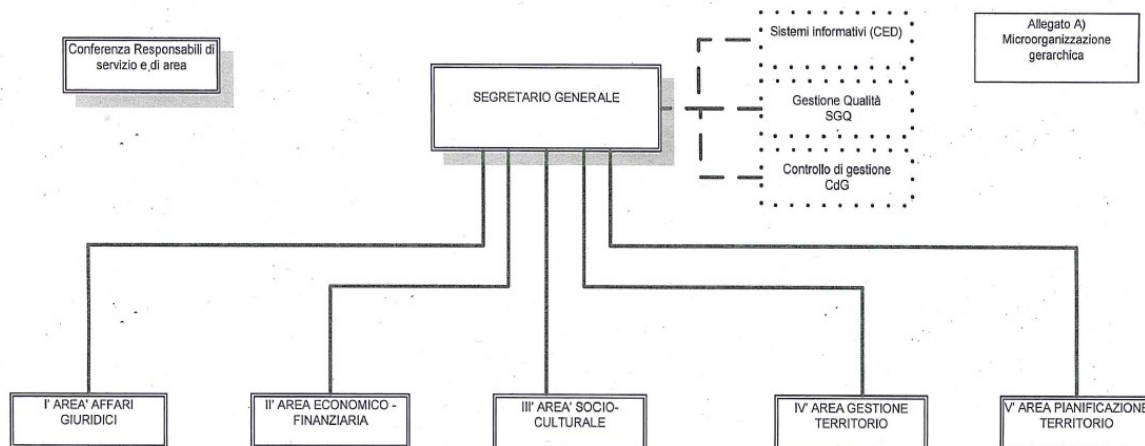 Conferenza Responsabili di
servizio e di area
SEGRETARIO GENERALE
Sistemi informativi (CED)
Gestione Qualità
SGQ
Controllo di gestione
CdG
Allegato A)
Microorganizzazione
gerarchica
I' AREA' AFFARI
GIURIDICI
II' AREA ECONOMICO -
FINANZIARIA
III' AREA' SOCIO-
CULTURALE
IV' AREA GESTIONE
TERRITORIO
V' AREA PIANIFICAZIONE
TERRITORIO